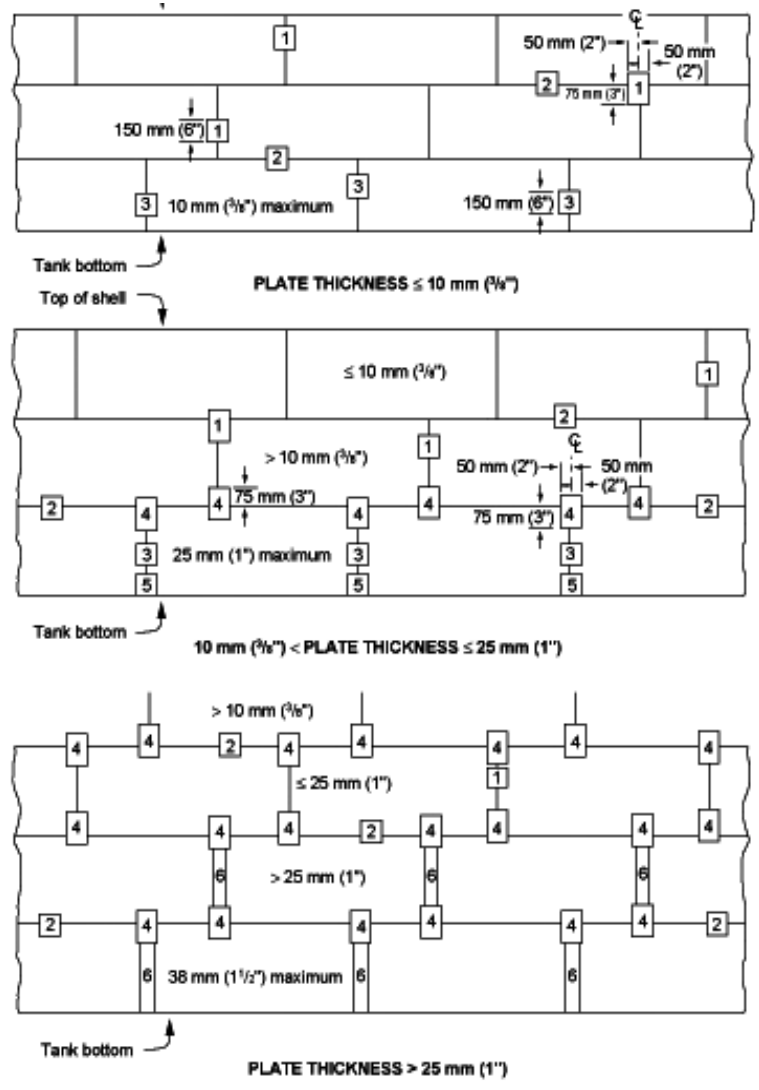 1
℄
50 mm (2")
50 mm
(2")
2
75 mm (3")
1
150 mm (6")
1
2
3
10 mm (3/8") maximum
3
150 mm (6")
3
Tank bottom
PLATE THICKNESS ≤ 10 mm (3/8")
Top of shell
≤ 10 mm (3/8")
1
1
2
℄
> 10 mm (3/8")
1
50 mm (2")
50 mm
(2")
2
4
4
75 mm (3")
4
4
75 mm (3")
4
4
2
3
25 mm (1") maximum
3
3
5
5
5
Tank bottom
10 mm (3/8") < PLATE THICKNESS ≤ 25 mm (1")
> 10 mm (3/8")
4
4
2
4
4
4
4
4
≤ 25 mm (1")
1
4
4
4
2
4
4
4
4
6
> 25 mm (1")
6
6
2
4
4
4
4
4
4
2
6
38 mm (1 1/2") maximum
6
6
Tank bottom
PLATE THICKNESS > 25 mm (1")